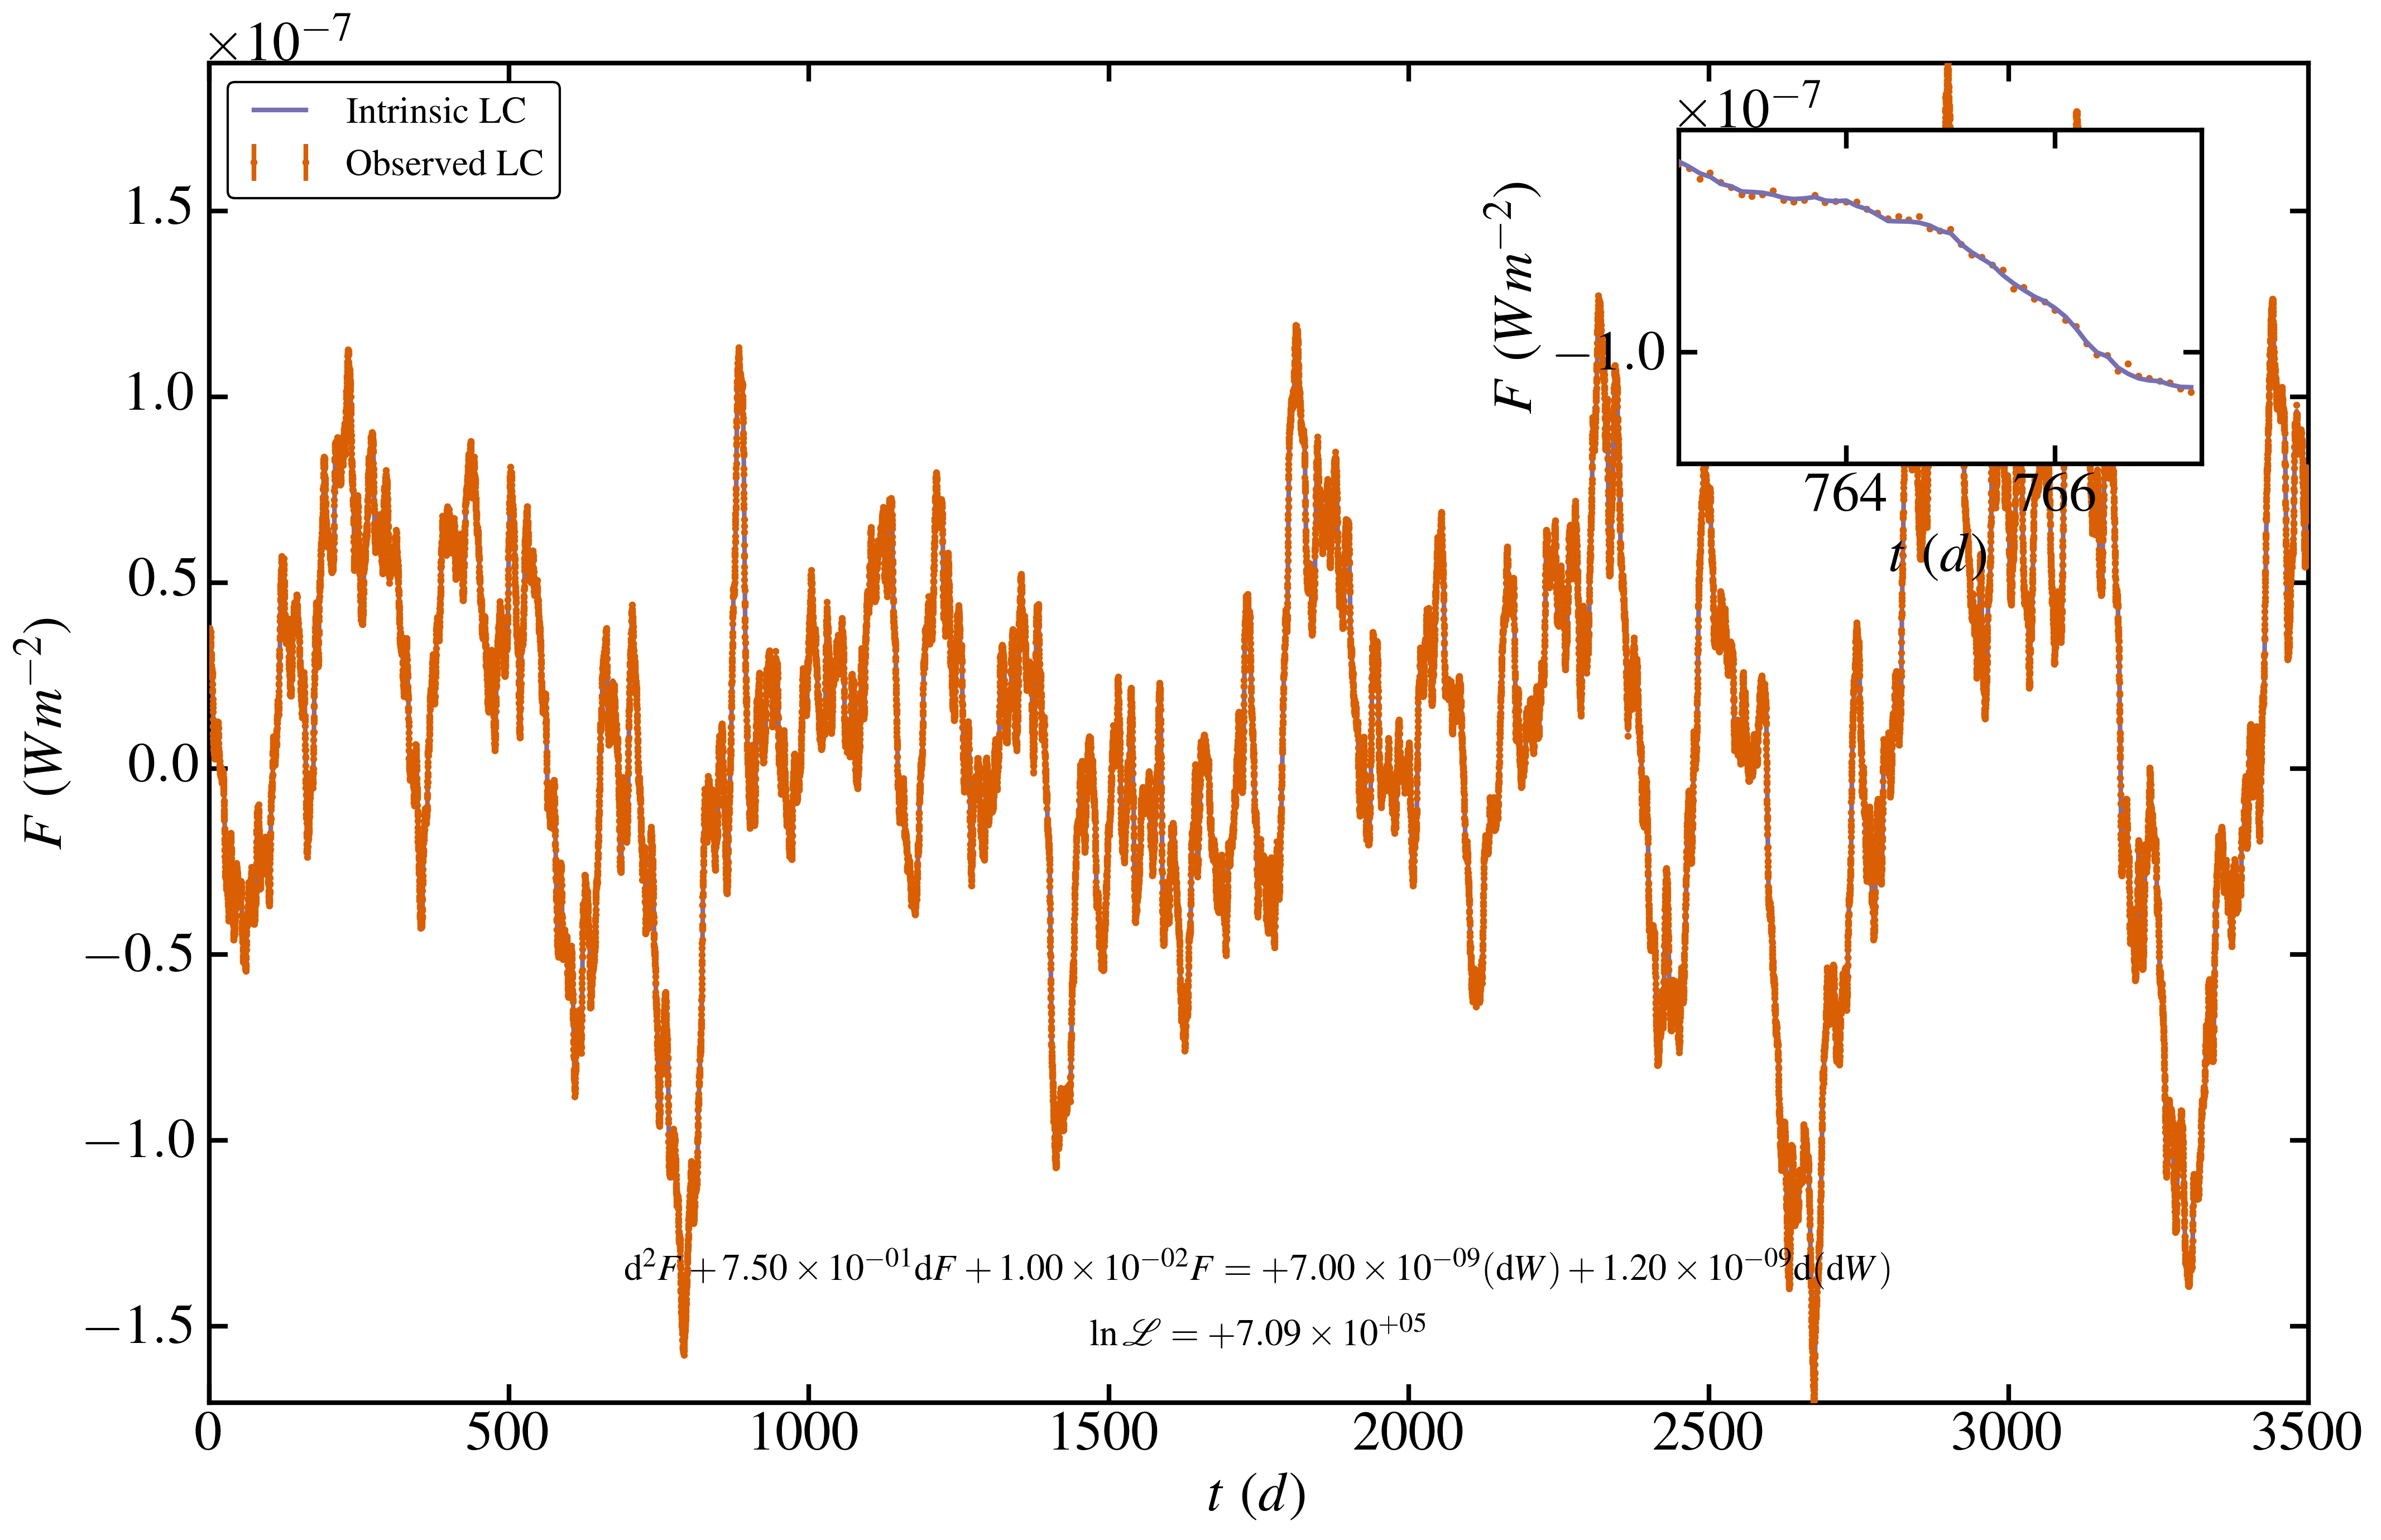 ×10⁻⁷
Intrinsic LC
Observed LC
F (Wm⁻²)
1.5
1.0
0.5
0.0
−0.5
−1.0
−1.5
×10⁻⁷
F (Wm⁻²)
−1.0
764 766
t (d)
d²F + 7.50 × 10⁻⁰¹dF + 1.00 × 10⁻⁰²F = +7.00 × 10⁻⁰⁹(dW) + 1.20 × 10⁻⁰⁹d(dW)
ln ℒ = +7.09 × 10⁺⁰⁵
0 500 1000 1500 2000 2500 3000 3500
t (d)